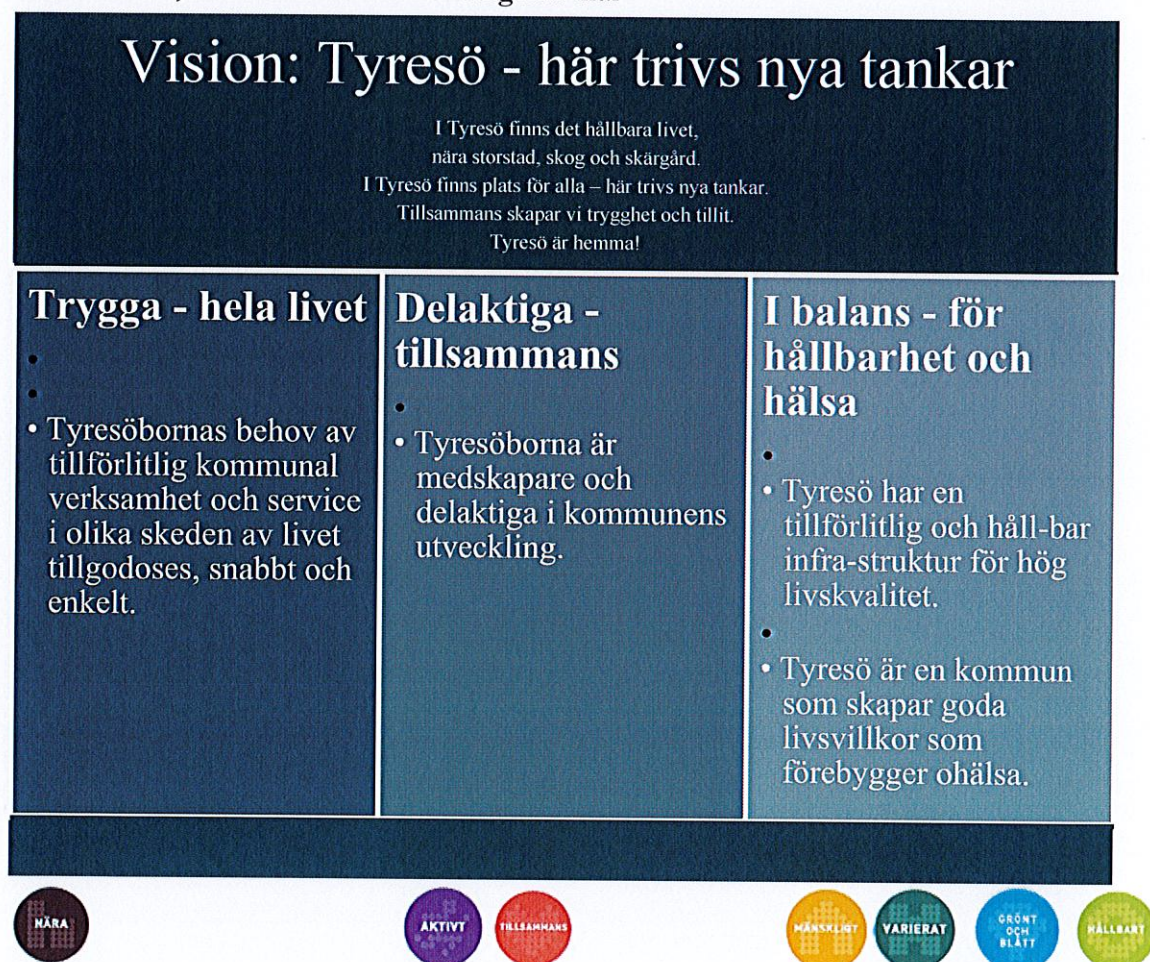 Vision: Tyresö - här trivs nya tankar
I Tyresö finns det hållbara livet,
nära storstad, skog och skärgård.
I Tyresö finns plats för alla – här trivs nya tankar.
Tillsammans skapar vi trygghet och tillit.
Tyresö är hemma!
Trygga - hela livet
• Tyresöbornas behov av
tillförlitlig kommunal
verksamhet och service
i olika skeden av livet
tillgodoses, snabbt och
enkelt.
Delaktiga -
tillsammans
• Tyresöborna är
medskapare och
delaktiga i kommunens
utveckling.
I balans - för
hållbarhet och
hälsa
• Tyresö har en
tillförlitlig och håll-bar
infra-struktur för hög
livskvalitet.
• Tyresö är en kommun
som skapar goda
livsvillkor som
förebygger ohälsa.
NÄRA
AKTIVT
TILLSAMMANS
MÄNSKLIGT
VARIERAT
GRÖNT
OCH
BLÅTT
HÅLLBART